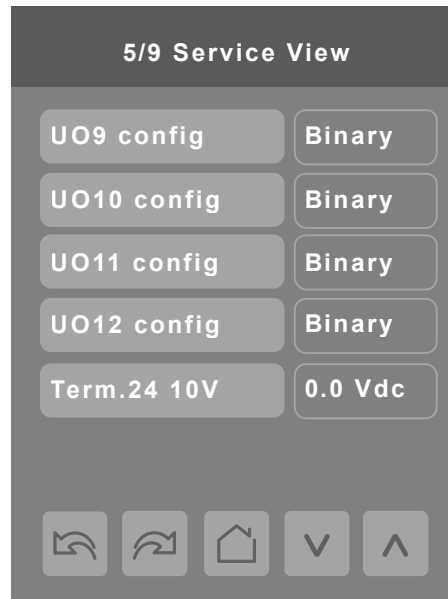 5/9 Service View
UO9 config Binary
UO10 config Binary
UO11 config Binary
UO12 config Binary
Term.24 10V 0.0 Vdc